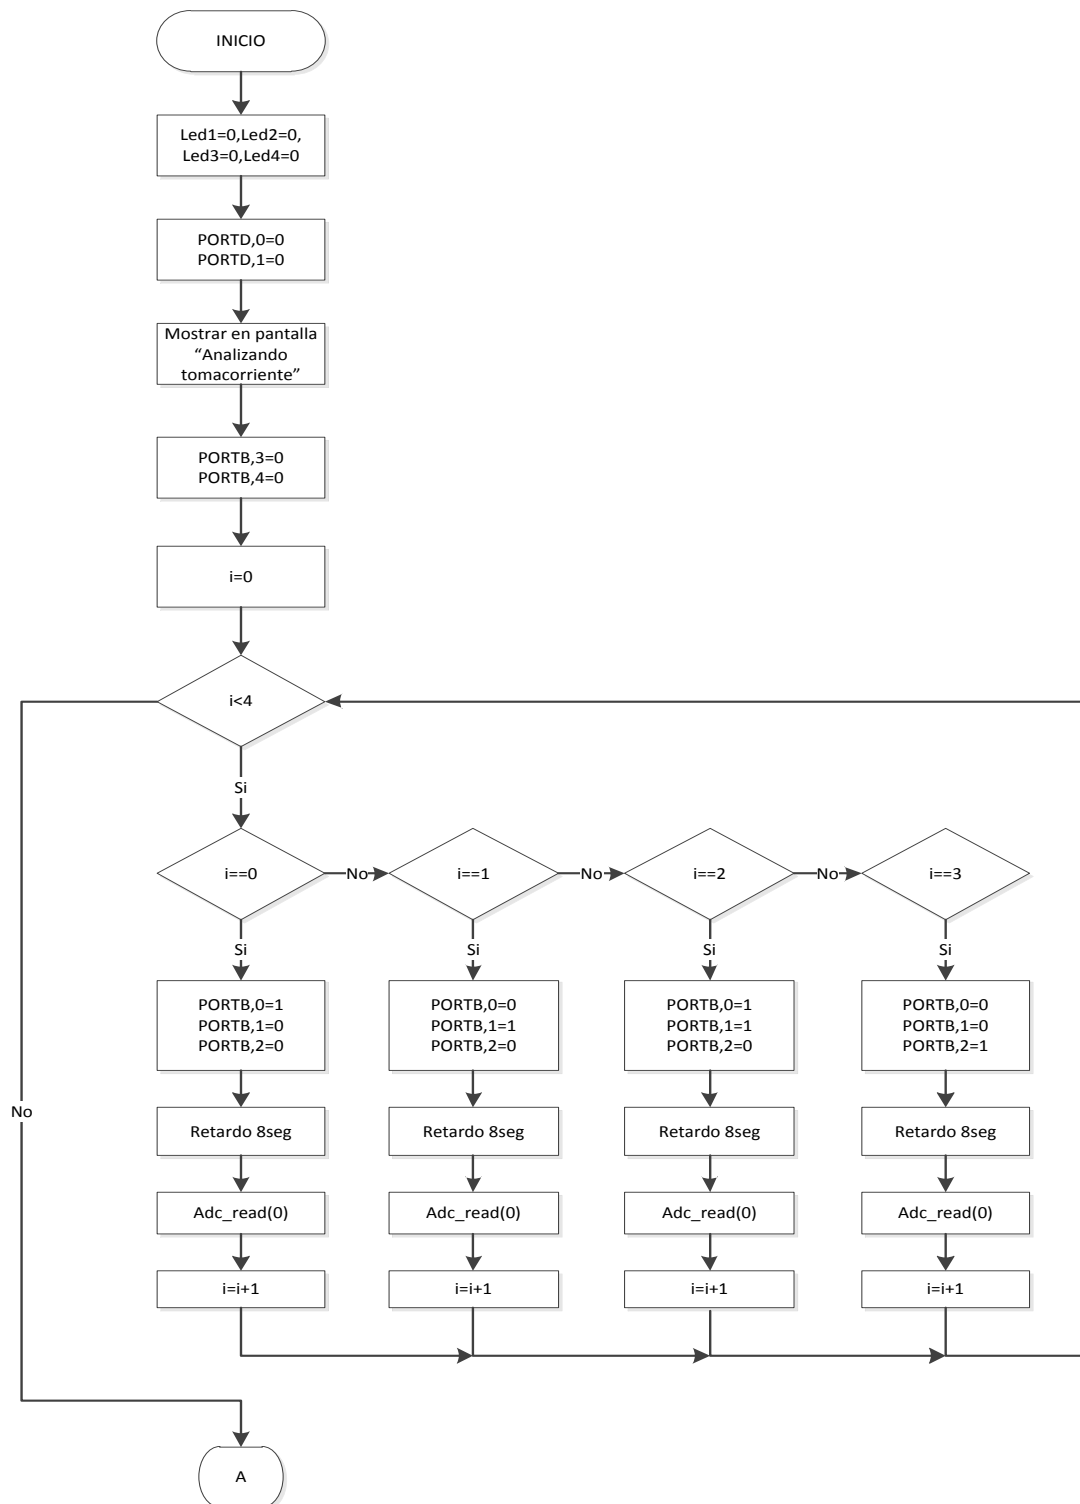 INICIO
Led1=0,Led2=0,
Led3=0,Led4=0
PORTD,0=0
PORTD,1=0
Mostrar en pantalla
“Analizando
tomacorriente”
PORTB,3=0
PORTB,4=0
i=0
i<4
Si
i==0
No
i==1
No
i==2
No
i==3
Si
Si
Si
Si
PORTB,0=1
PORTB,1=0
PORTB,2=0
PORTB,0=0
PORTB,1=1
PORTB,2=0
PORTB,0=1
PORTB,1=1
PORTB,2=0
PORTB,0=0
PORTB,1=0
PORTB,2=1
No
Retardo 8seg
Retardo 8seg
Retardo 8seg
Retardo 8seg
Adc_read(0)
Adc_read(0)
Adc_read(0)
Adc_read(0)
i=i+1
i=i+1
i=i+1
i=i+1
A